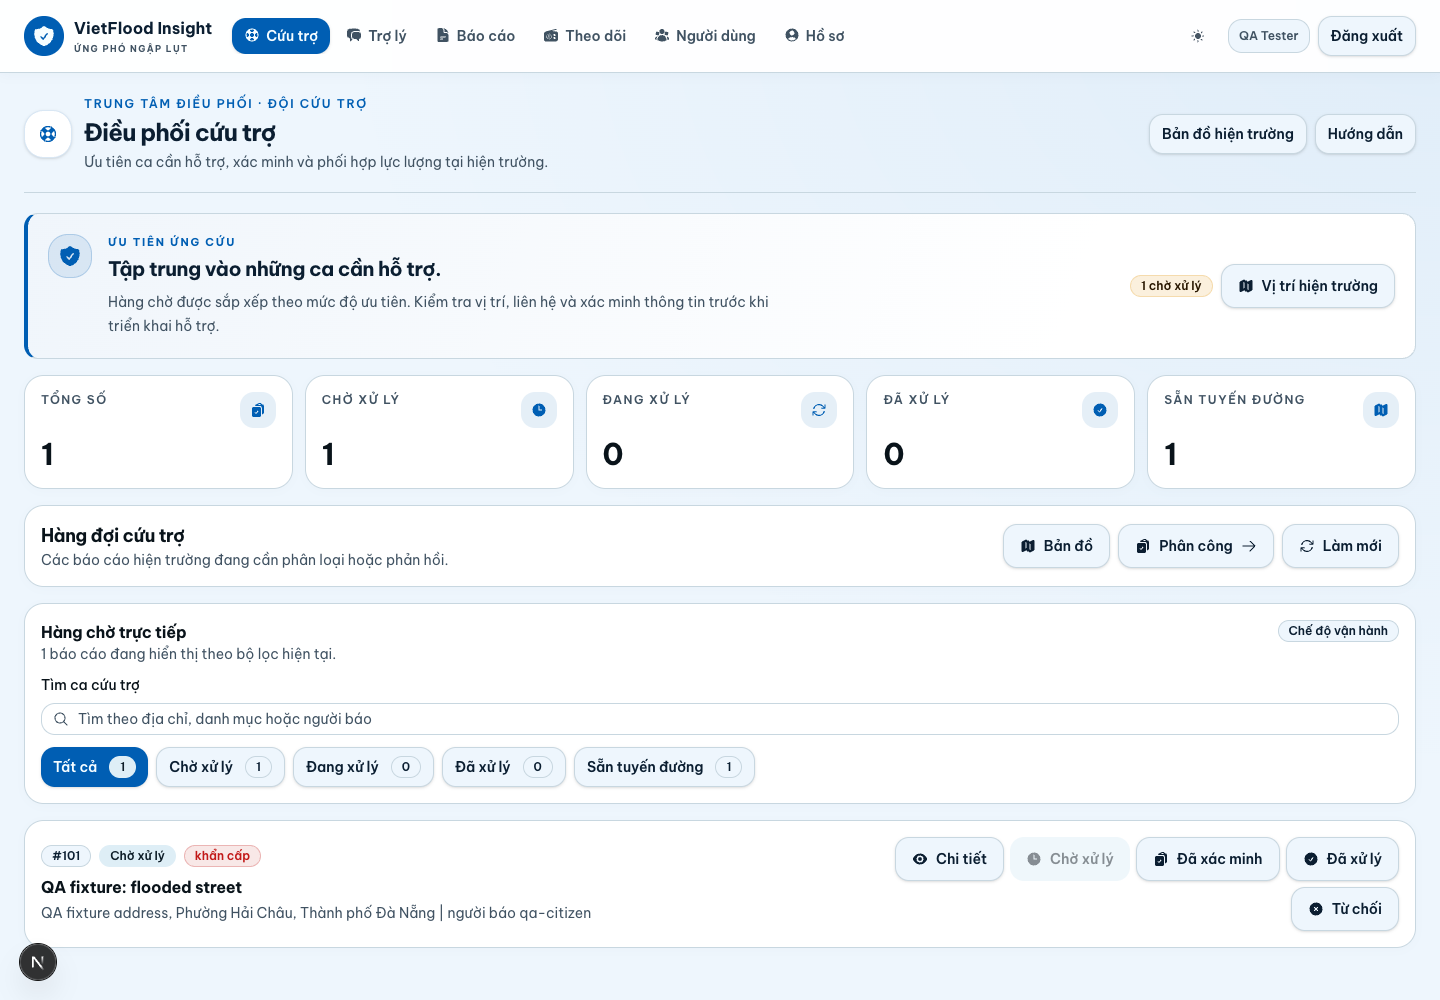 VietFlood Insight
ỨNG PHÓ NGẬP LỤT
Cứu trợ
Trợ lý
Báo cáo
Theo dõi
Người dùng
Hồ sơ
QA Tester
Đăng xuất
TRUNG TÂM ĐIỀU PHỐI · ĐỘI CỨU TRỢ
Điều phối cứu trợ
Ưu tiên ca cần hỗ trợ, xác minh và phối hợp lực lượng tại hiện trường.
Bản đồ hiện trường
Hướng dẫn
ƯU TIÊN ỨNG CỨU
Tập trung vào những ca cần hỗ trợ.
Hàng chờ được sắp xếp theo mức độ ưu tiên. Kiểm tra vị trí, liên hệ và xác minh thông tin trước khi
triển khai hỗ trợ.
1 chờ xử lý
Vị trí hiện trường
TỔNG SỐ
1
CHỜ XỬ LÝ
1
ĐANG XỬ LÝ
0
ĐÃ XỬ LÝ
0
SẴN TUYẾN ĐƯỜNG
1
Hàng đợi cứu trợ
Các báo cáo hiện trường đang cần phân loại hoặc phản hồi.
Bản đồ
Phân công
Làm mới
Hàng chờ trực tiếp
1 báo cáo đang hiển thị theo bộ lọc hiện tại.
Chế độ vận hành
Tìm ca cứu trợ
Tìm theo địa chỉ, danh mục hoặc người báo
Tất cả 1
Chờ xử lý 1
Đang xử lý 0
Đã xử lý 0
Sẵn tuyến đường 1
#101
Chờ xử lý
khẩn cấp
QA fixture: flooded street
QA fixture address, Phường Hải Châu, Thành phố Đà Nẵng | người báo qa-citizen
Chi tiết
Chờ xử lý
Đã xác minh
Đã xử lý
Từ chối
N